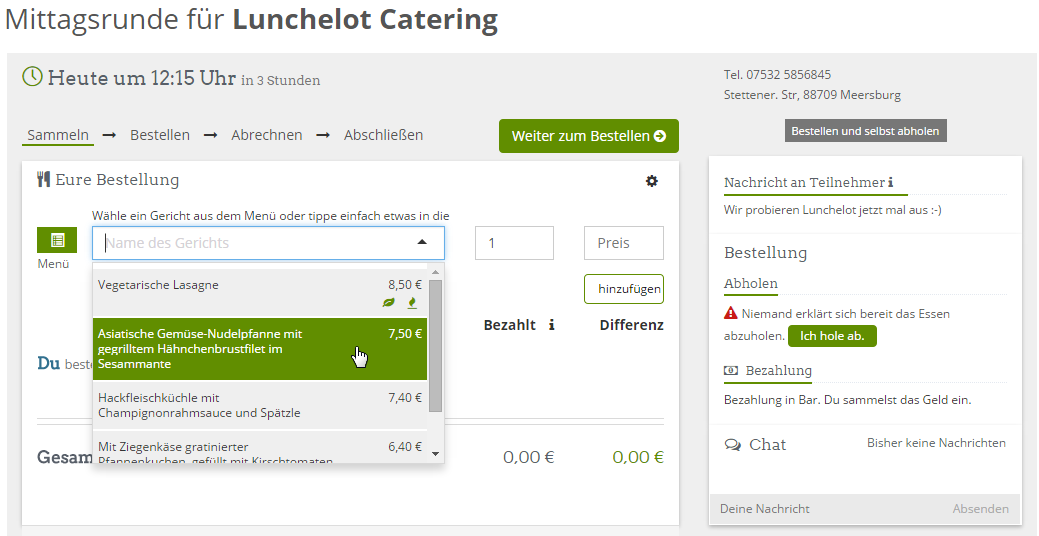 Mittagsrunde für Lunchelot Catering
Heute um 12:15 Uhr in 3 Stunden
Sammeln → Bestellen → Abrechnen → Abschließen
Weiter zum Bestellen
Eure Bestellung
Wähle ein Gericht aus dem Menü oder tippe einfach etwas in die
Menü
Name des Gerichts
1
Preis
hinzufügen
Vegetarische Lasagne 8,50 €
Asiatische Gemüse-Nudelpfanne mit 7,50 €
gegrilltem Hähnchenbrustfilet im
Sesammante
Hackfleischküchle mit 7,40 €
Champignonrahmsauce und Spätzle
Mit Ziegenkäse gratinierter 6,40 €
Pfannenkuchen, gefüllt mit Kirschtomaten
Bezahlt Differenz
Du beste
Gesam 0,00 € 0,00 €
Tel. 07532 5856845
Stettener. Str, 88709 Meersburg
Bestellen und selbst abholen
Nachricht an Teilnehmer
Wir probieren Lunchelot jetzt mal aus :-)
Bestellung
Abholen
Niemand erklärt sich bereit das Essen
abzuholen. Ich hole ab.
Bezahlung
Bezahlung in Bar. Du sammelst das Geld ein.
Chat Bisher keine Nachrichten
Deine Nachricht Absenden